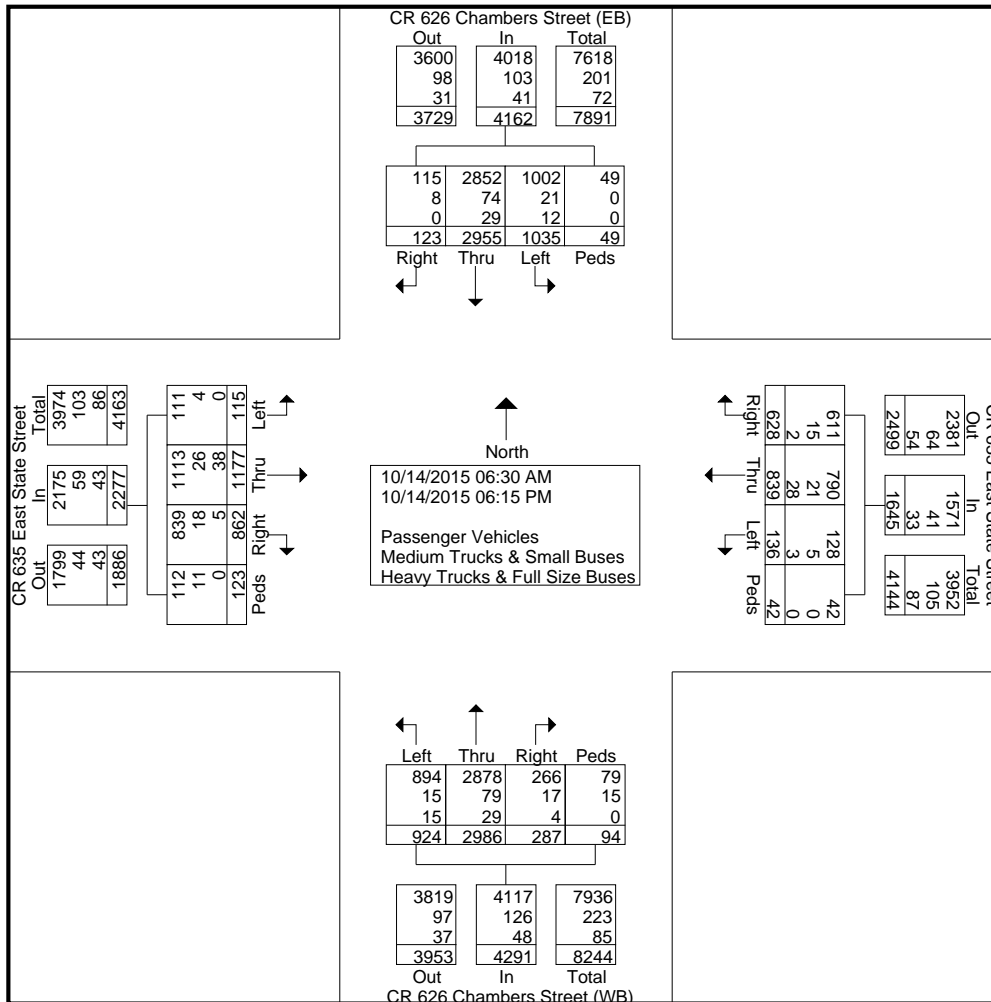 CR 626 Chambers Street (EB)
Out In Total
3600 4018 7618
98 103 201
31 41 72
3729 4162 7891
115 2852 1002 49
8 74 21 0
0 29 12 0
123 2955 1035 49
Right Thru Left Peds
CR 635 East State Street
Total In Out
3974 2175 1799
103 59 44
86 43 43
4163 2277 1886
111 1113 839 112
4 26 18 11
0 38 5 0
115 1177 862 123
Left Thru Right Peds
North
10/14/2015 06:30 AM
10/14/2015 06:15 PM
Passenger Vehicles
Medium Trucks & Small Buses
Heavy Trucks & Full Size Buses
Right Thru Left Peds
611 790 128 42
15 21 5 0
2 28 3 0
628 839 136 42
Out In Total
2381 1571 3952
64 41 105
54 33 87
2499 1645 4144
CR 635 East State Street
Left Thru Right Peds
894 2878 266 79
15 79 17 15
15 29 4 0
924 2986 287 94
3819 4117 7936
97 126 223
37 48 85
3953 4291 8244
Out In Total
CR 626 Chambers Street (WB)